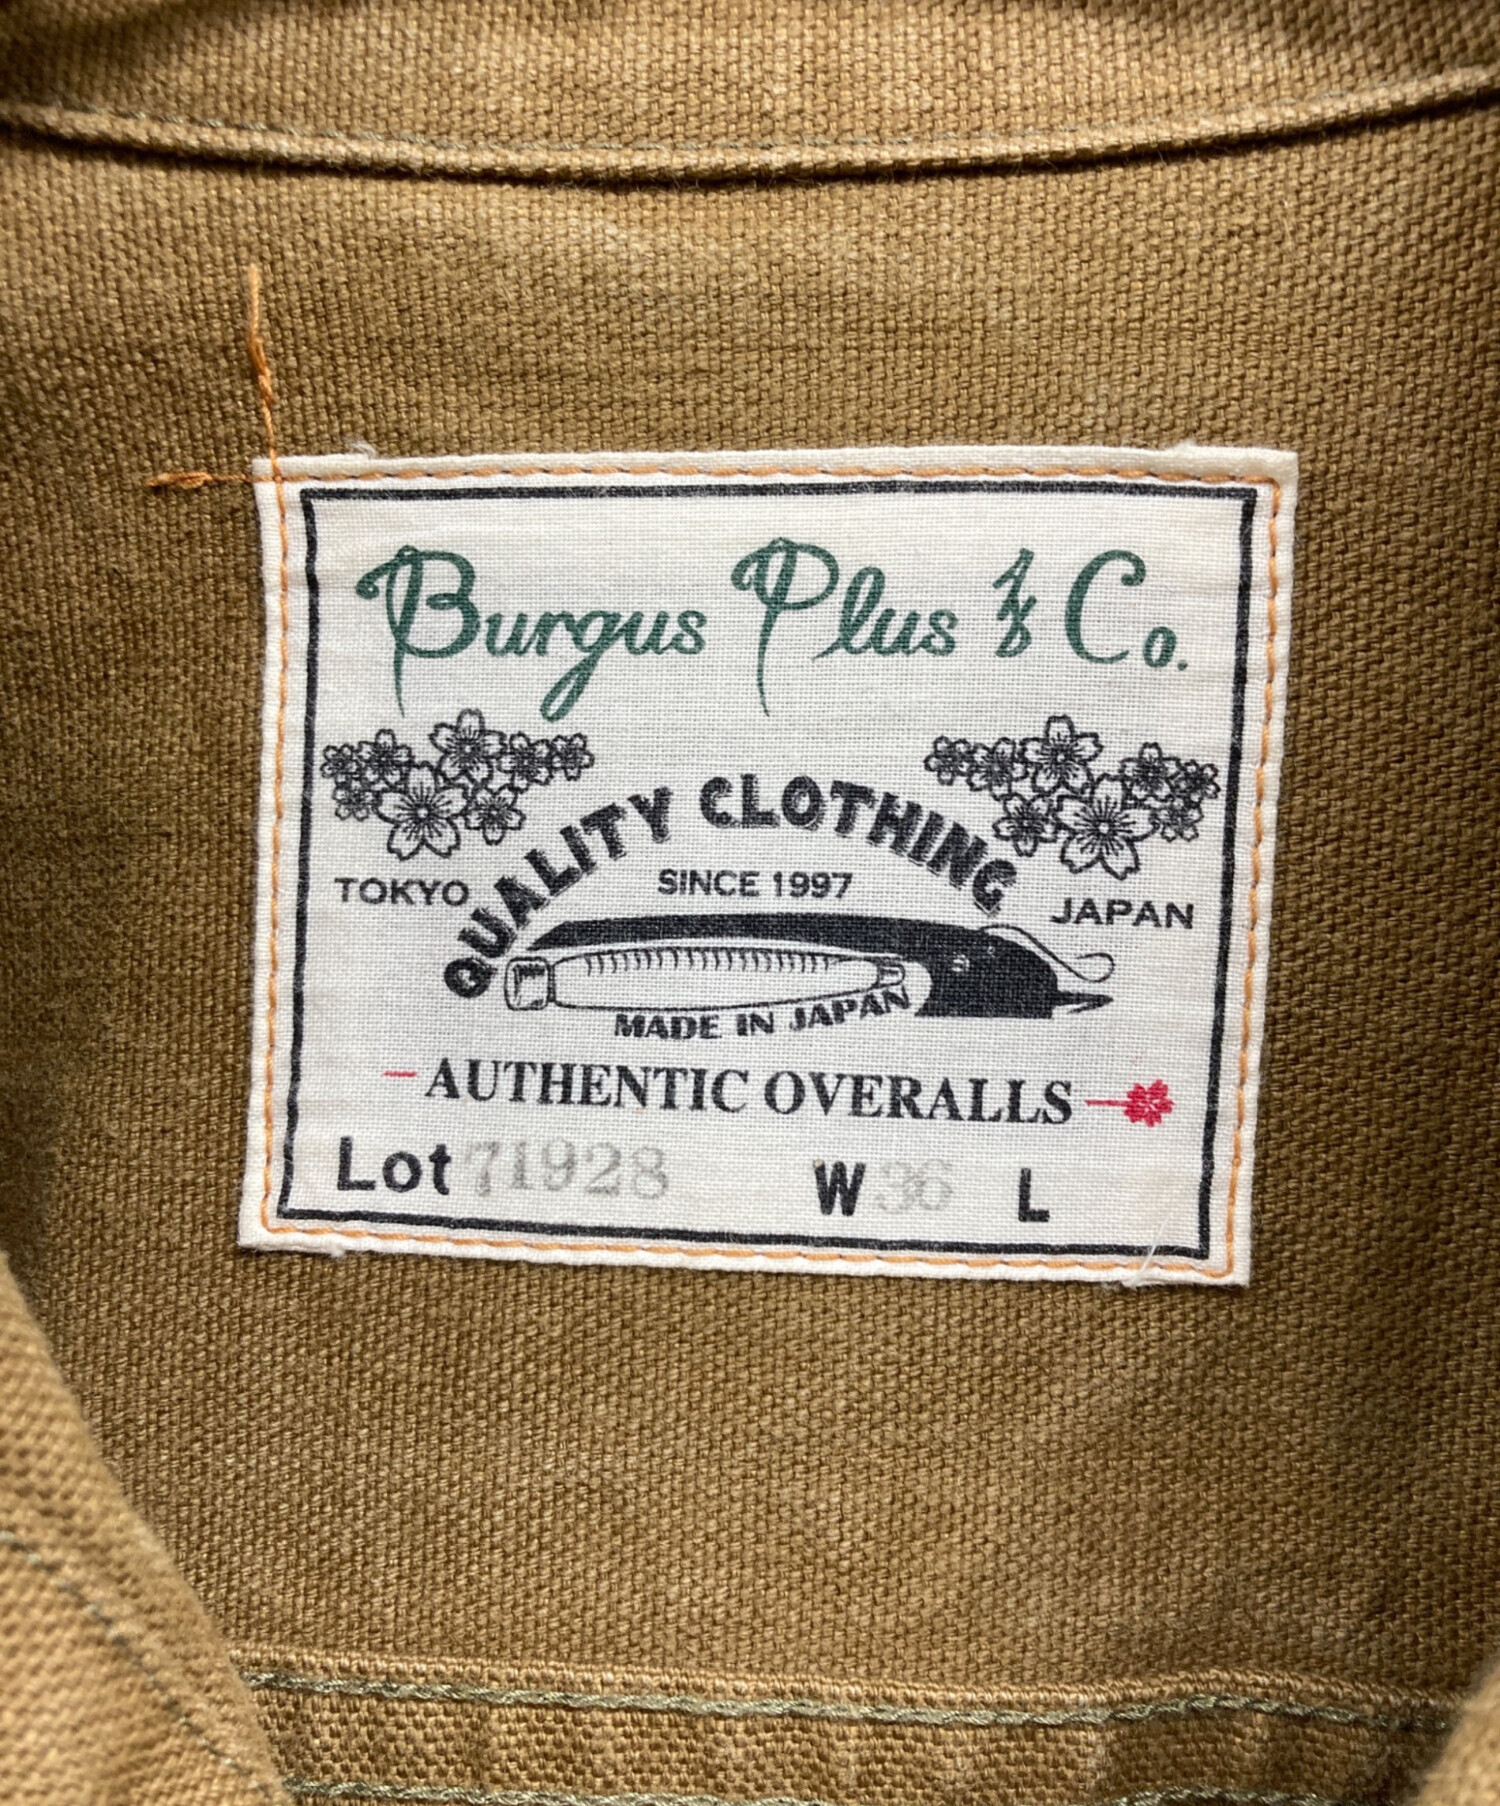 Burgus Plus & Co.
QUALITY CLOTHING
SINCE 1997
TOKYO JAPAN
MADE IN JAPAN
AUTHENTIC OVERALLS
Lot 71928 W 36 L